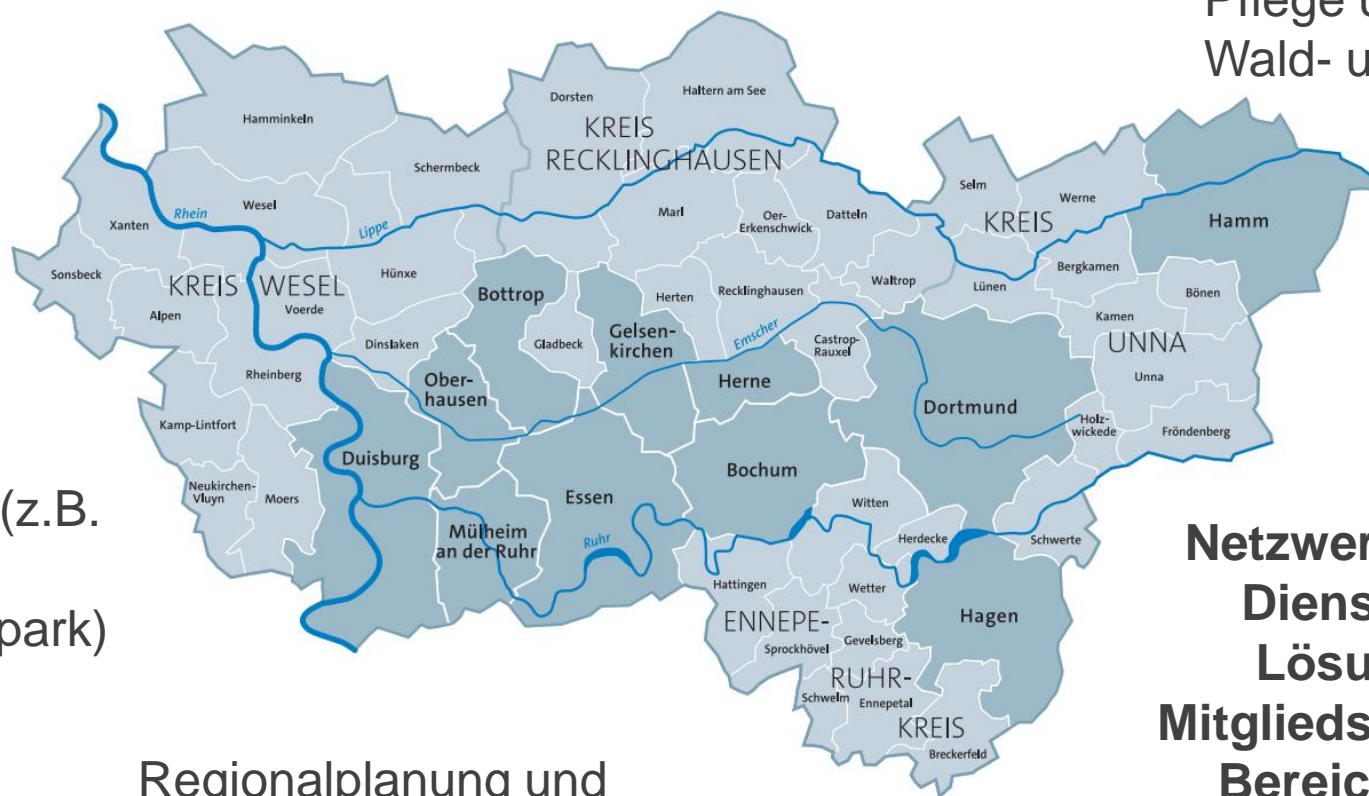 Pflege u
Wald- u
Dorsten
Haltern am See
Hamminkeln
KREIS
RECKLINGHAUSEN
Schermbeck
Selm
Werne
KREIS
Hamm
Wesel
Rhein
Lippe
Marl
Oer-
Erkenschwick
Datteln
Xanten
Sonsbeck
KREIS WESEL
Hünxe
Bottrop
Herten
Recklinghausen
Waltrop
Lünen
Bergkamen
Bönen
Alpen
Voerde
Kamen
Dinslaken
Gladbeck
Gelsen-
kirchen
Emscher
Castrop-
Rauxel
UNNA
Unna
Rheinberg
Ober-
hausen
Herne
Dortmund
Holz-
wickede
Fröndenberg
Kamp-Lintfort
Duisburg
Bochum
Neukirchen-
Vluyn
Moers
Essen
Witten
(z.B.
Mülheim
an der Ruhr
Ruhr
Herdecke
Schwerte
Netzwer
Hattingen
Wetter
Diens
park)
ENNEPE-
Hagen
Sprockhövel
Gevelsberg
Lösu
RUHR-
Schwelm
Ennepetal
Mitglieds
KREIS
Breckerfeld
Regionalplanung und
Bereic